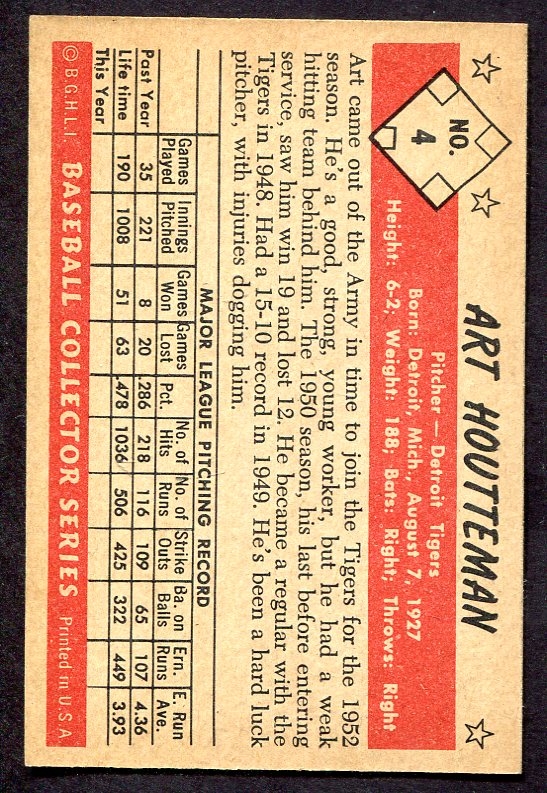 NO.
4
ART HOUTTEMAN
Pitcher — Detroit Tigers
Born: Detroit, Mich., August 7, 1927
Height: 6-2; Weight: 188; Bats: Right; Throws: Right
Art came out of the Army in time to join the Tigers for the 1952
season. He's a good, strong, young worker, but he had a weak
hitting team behind him. The 1950 season, his last before entering
service, saw him win 19 and lost 12. He became a regular with the
Tigers in 1948. Had a 15-10 record in 1949. He's been a hard luck
pitcher, with injuries dogging him.
MAJOR LEAGUE PITCHING RECORD
Games Innings Games Games No. of No. of Strike Ba. on Ern. E. Run
Played Pitched Won Lost Pct. Hits Runs Outs Balls Runs Ave.
Past Year 35 221 8 20 .286 218 116 109 65 107 4.36
Life time 190 1008 51 63 .478 1036 506 425 322 449 3.93
This Year
© B.G.H.L.I. BASEBALL COLLECTOR SERIES Printed in U.S.A.